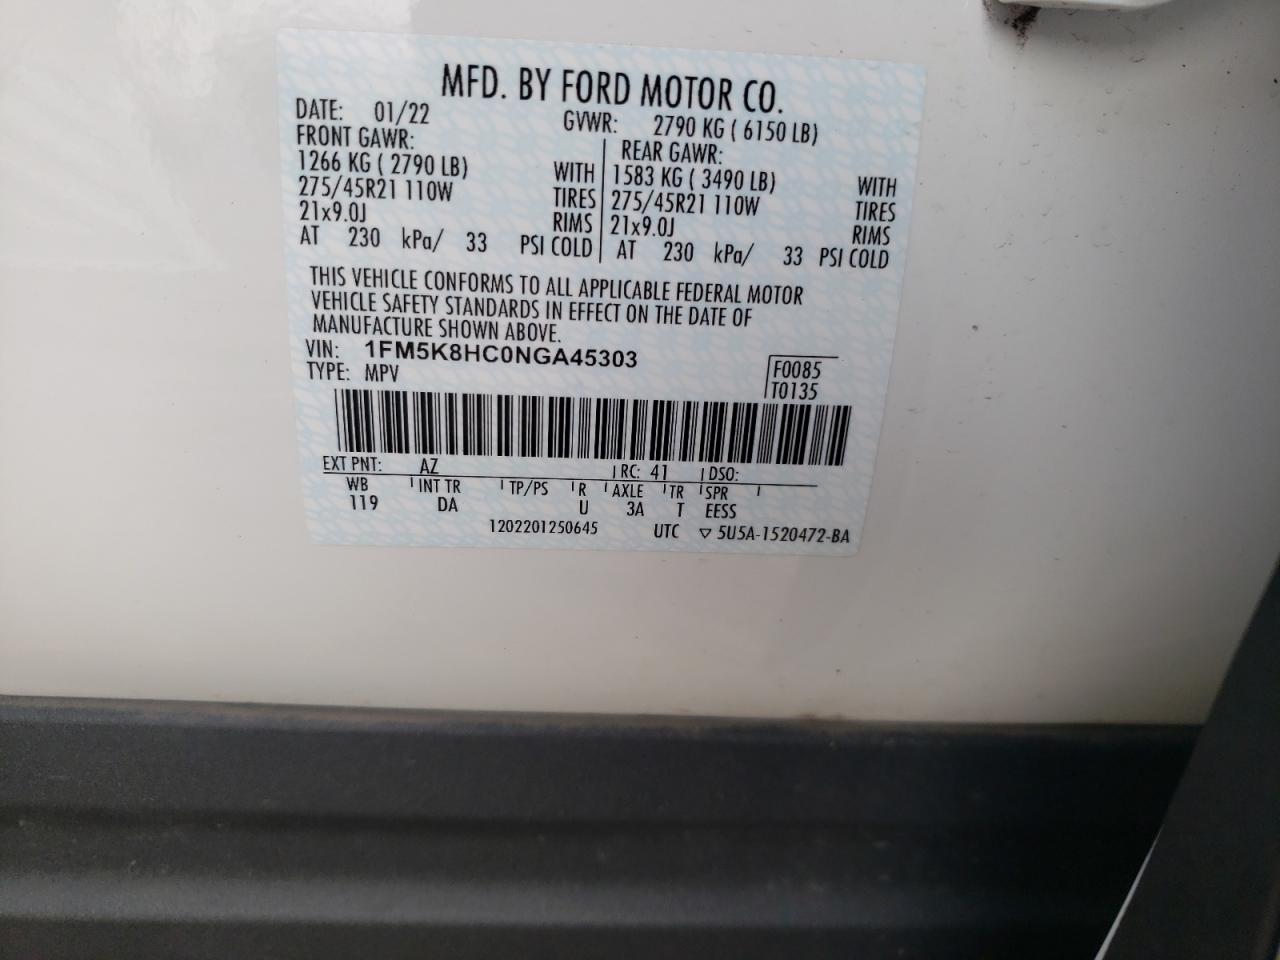 MFD. BY FORD MOTOR CO.
DATE: 01/22 GVWR: 2790 KG ( 6150 LB)
FRONT GAWR: REAR GAWR:
1266 KG ( 2790 LB) WITH 1583 KG ( 3490 LB) WITH
275/45R21 110W TIRES 275/45R21 110W TIRES
21x9.0J RIMS 21x9.0J RIMS
AT 230 kPa/ 33 PSI COLD AT 230 kPa/ 33 PSI COLD
THIS VEHICLE CONFORMS TO ALL APPLICABLE FEDERAL MOTOR
VEHICLE SAFETY STANDARDS IN EFFECT ON THE DATE OF
MANUFACTURE SHOWN ABOVE.
VIN: 1FM5K8HC0NGA45303
TYPE: MPV
F0085
T0135
EXT PNT: AZ RC: 41 DSO:
WB INT TR TP/PS R AXLE TR SPR
119 DA U 3A T EESS
1202201250645 UTC ▽ 5U5A-1520472-BA